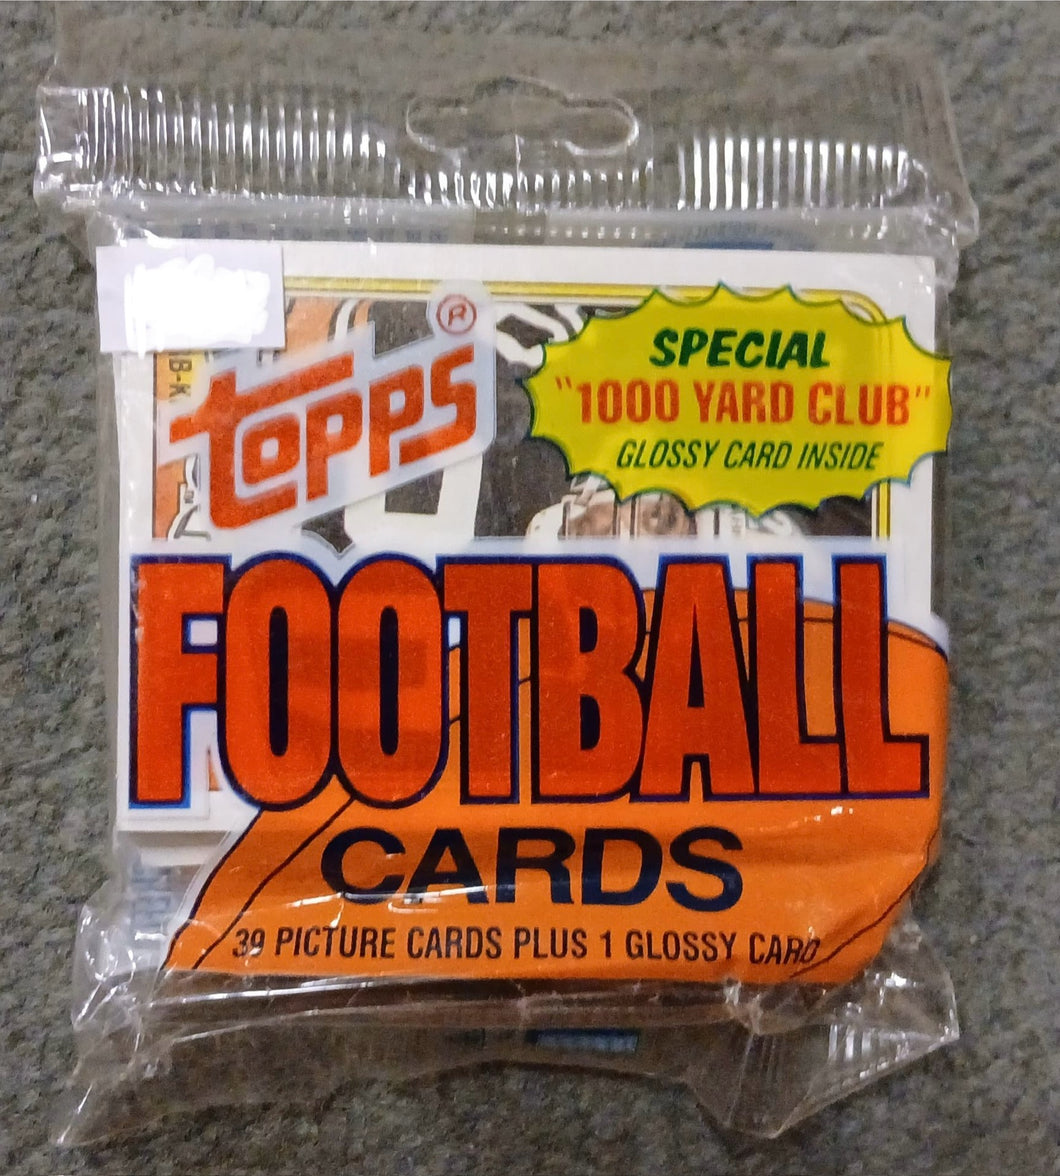 TOPPS®
SPECIAL
"1000 YARD CLUB"
GLOSSY CARD INSIDE
FOOTBALL
CARDS
39 PICTURE CARDS PLUS 1 GLOSSY CARD